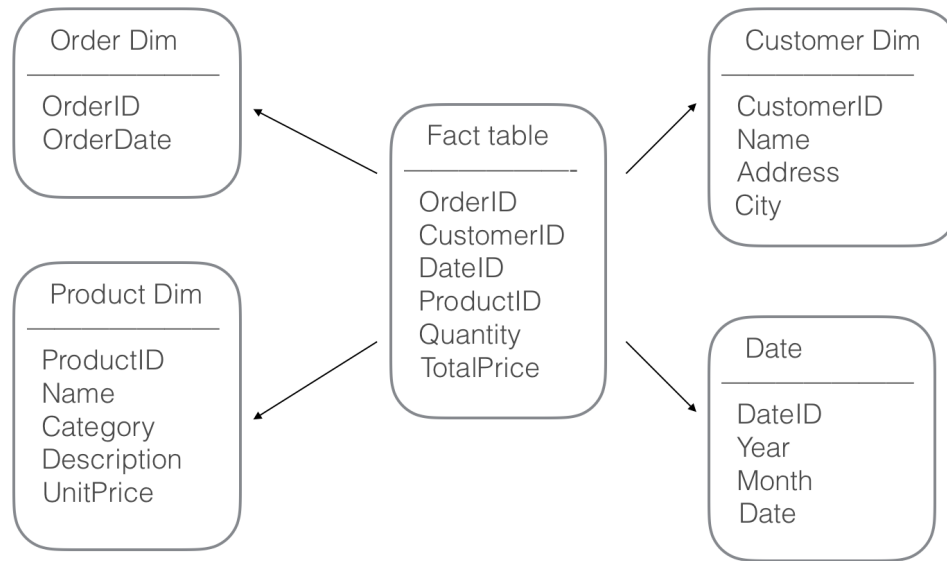 Order Dim
OrderID
OrderDate
Product Dim
ProductID
Name
Category
Description
UnitPrice
Fact table
OrderID
CustomerID
DateID
ProductID
Quantity
TotalPrice
Customer Dim
CustomerID
Name
Address
City
Date
DateID
Year
Month
Date